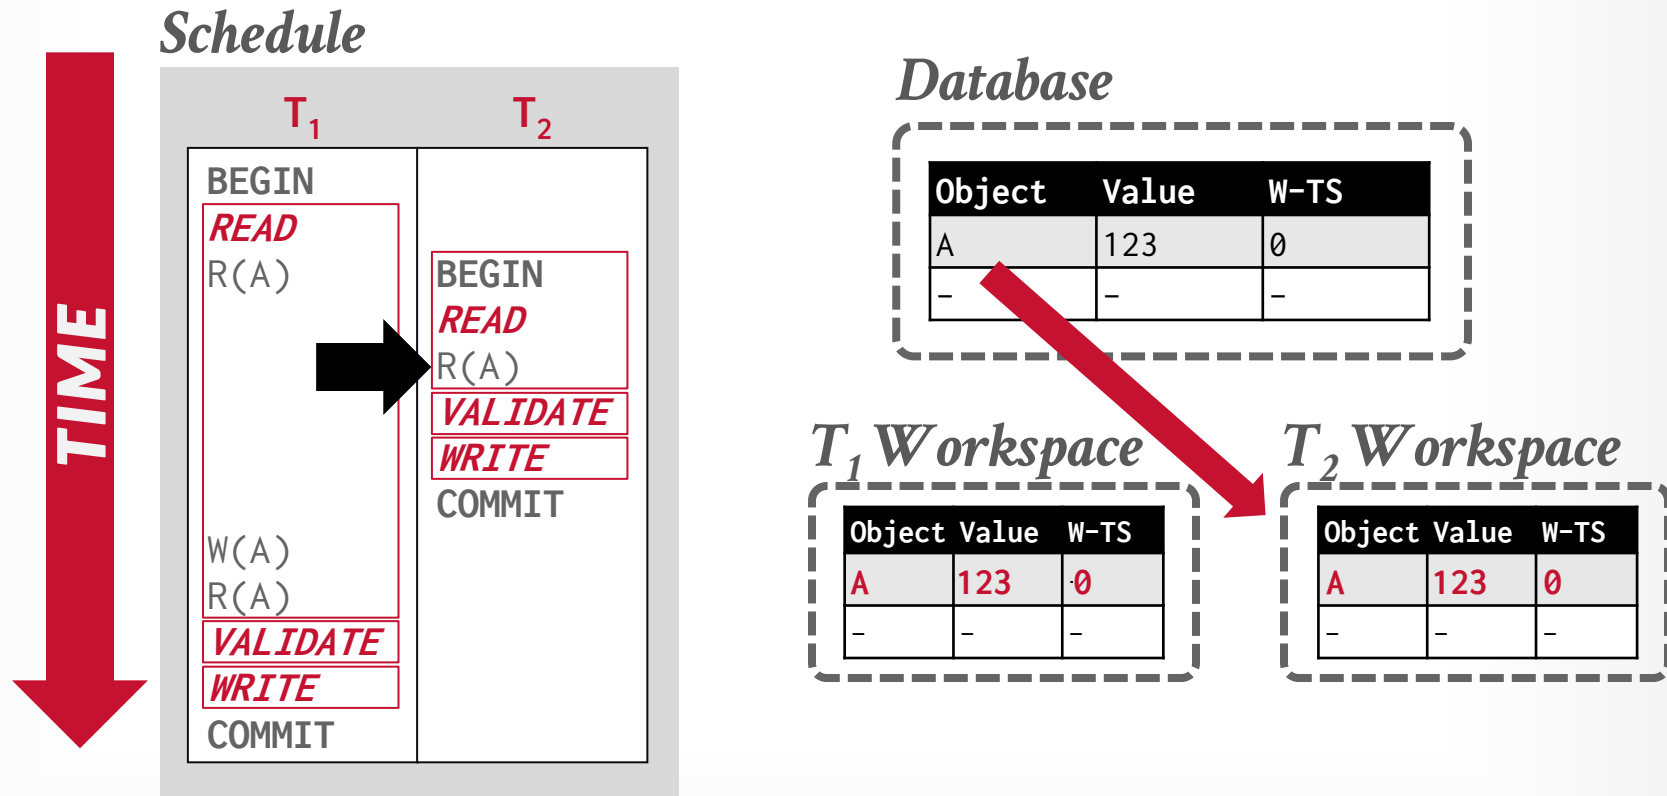 Schedule
TIME
T1 T2
BEGIN
READ
R(A)
W(A)
R(A)
VALIDATE
WRITE
COMMIT
BEGIN
READ
R(A)
VALIDATE
WRITE
COMMIT
Database
Object Value W-TS
A 123 0
- - -
T1 Workspace
Object Value W-TS
A 123 0
- - -
T2 Workspace
Object Value W-TS
A 123 0
- - -